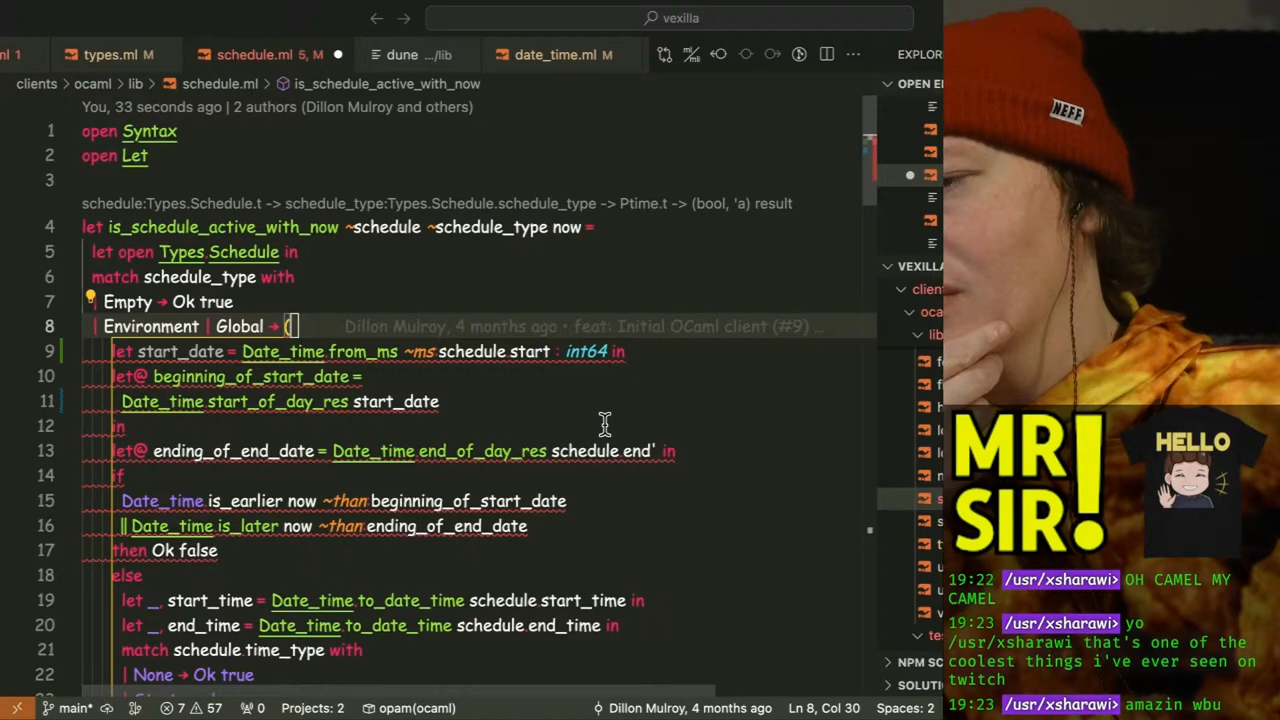 vexilla
ml 1
types.ml M
schedule.ml 5, M
dune .../lib
date_time.ml M
EXPLOR
clients > ocaml > lib > schedule.ml > is_schedule_active_with_now
OPEN E
You, 33 seconds ago | 2 authors (Dillon Mulroy and others)
1 open Syntax
2 open Let
3
schedule:Types.Schedule.t -> schedule_type:Types.Schedule.schedule_type -> Ptime.t -> (bool, 'a) result
4 let is_schedule_active_with_now ~schedule ~schedule_type now =
5 let open Types.Schedule in
6 match schedule_type with
7 | Empty → Ok true
8 | Environment | Global → ( Dillon Mulroy, 4 months ago • feat: Initial OCaml client (#9) ...
9 let start_date = Date_time.from_ms ~ms:schedule.start : int64 in
10 let@ beginning_of_start_date =
11 Date_time.start_of_day_res start_date
12 in
13 let@ ending_of_end_date = Date_time.end_of_day_res schedule.end' in
14 if
15 Date_time.is_earlier now ~than:beginning_of_start_date
16 || Date_time.is_later now ~than:ending_of_end_date
17 then Ok false
18 else
19 let _, start_time = Date_time.to_date_time schedule.start_time in
20 let _, end_time = Date_time.to_date_time schedule.end_time in
21 match schedule.time_type with
22 | None → Ok true
VEXILL
clien
oca
lib
te
NPM SC
SOLUTIO
main*
7 57
0
Projects: 2
opam(ocaml)
Dillon Mulroy, 4 months ago
Ln 8, Col 30
Spaces: 2
NEFF
MR
SIR!
HELLO
19:22 /usr/xsharawi> OH CAMEL MY
CAMEL
19:23 /usr/xsharawi> yo
/usr/xsharawi that's one of the
coolest things i've ever seen on
twitch
19:23 /usr/xsharawi> amazin wbu